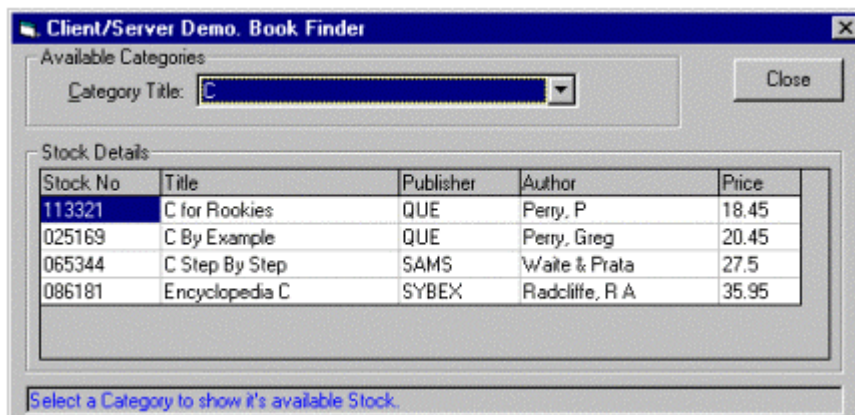 Client/Server Demo. Book Finder
Available Categories
Category Title: C
Close
Stock Details
Stock No Title Publisher Author Price
113321 C for Rookies QUE Perry, P 18.45
025169 C By Example QUE Perry, Greg 20.45
065344 C Step By Step SAMS Waite & Prata 27.5
086181 Encyclopedia C SYBEX Radcliffe, R A 35.95
Select a Category to show it's available Stock.